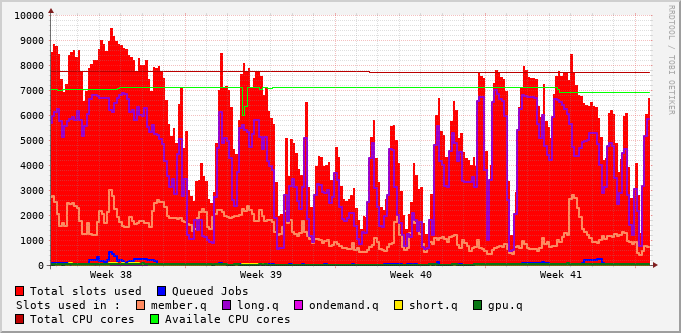 RRDTOOL / TOBI OETIKER
10000
9000
8000
7000
6000
5000
4000
3000
2000
1000
0
Week 38 Week 39 Week 40 Week 41
Total slots used Queued Jobs
Slots used in : member.q long.q ondemand.q short.q gpu.q
Total CPU cores Availale CPU cores